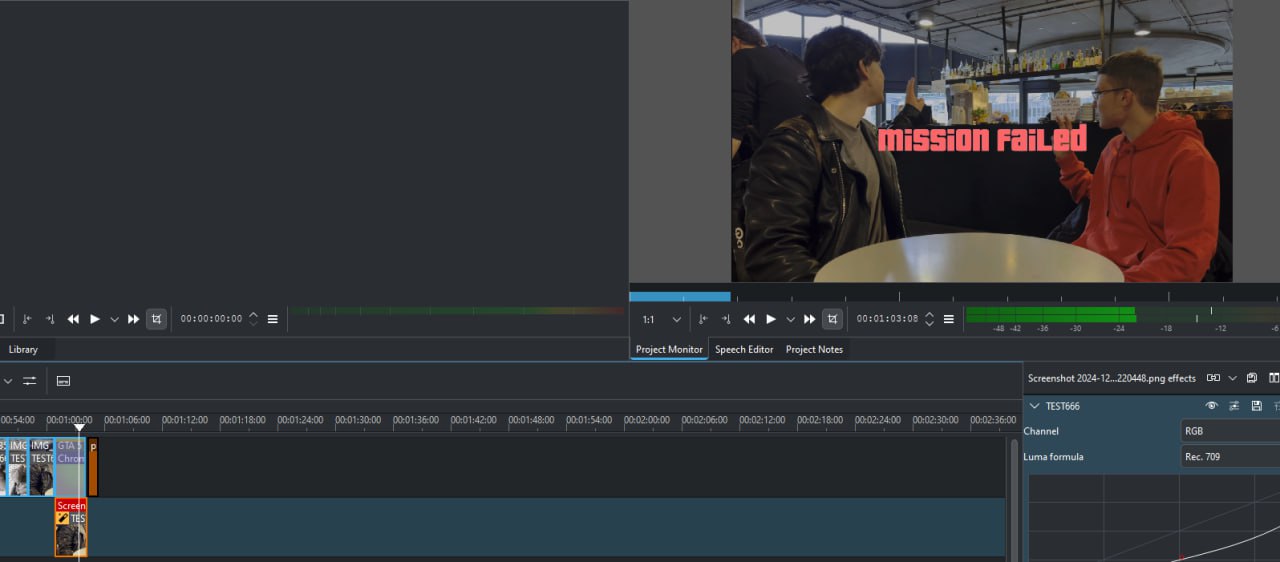 mission failed
00:00:00:00
1:1
00:01:03:08
-48 -42 -36 -30 -24 -18 -12 -6
Library
Project Monitor
Speech Editor
Project Notes
Screenshot 2024-12...220448.png effects
00:54:00 00:01:00:00 00:01:06:00 00:01:12:00 00:01:18:00 00:01:24:00 00:01:30:00 00:01:36:00 00:01:42:00 00:01:48:00 00:01:54:00 00:02:00:00 00:02:06:00 00:02:12:00 00:02:18:00 00:02:24:00 00:02:30:00 00:02:36:00
TEST666
Channel
RGB
Luma formula
Rec. 709
IMG IMG_ GTA 5 p
TES TEST6 Chron
Screen
TES